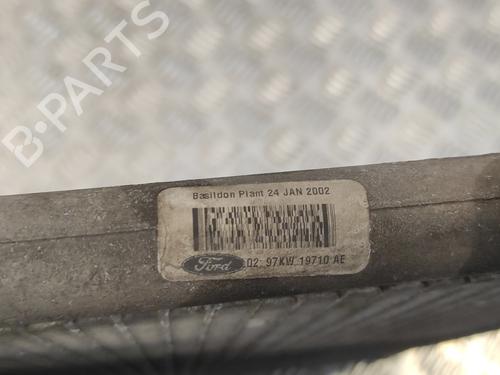 B-PARTS
Basildon Plant 24 JAN 2002
Ford 02 97KW 19710 AE